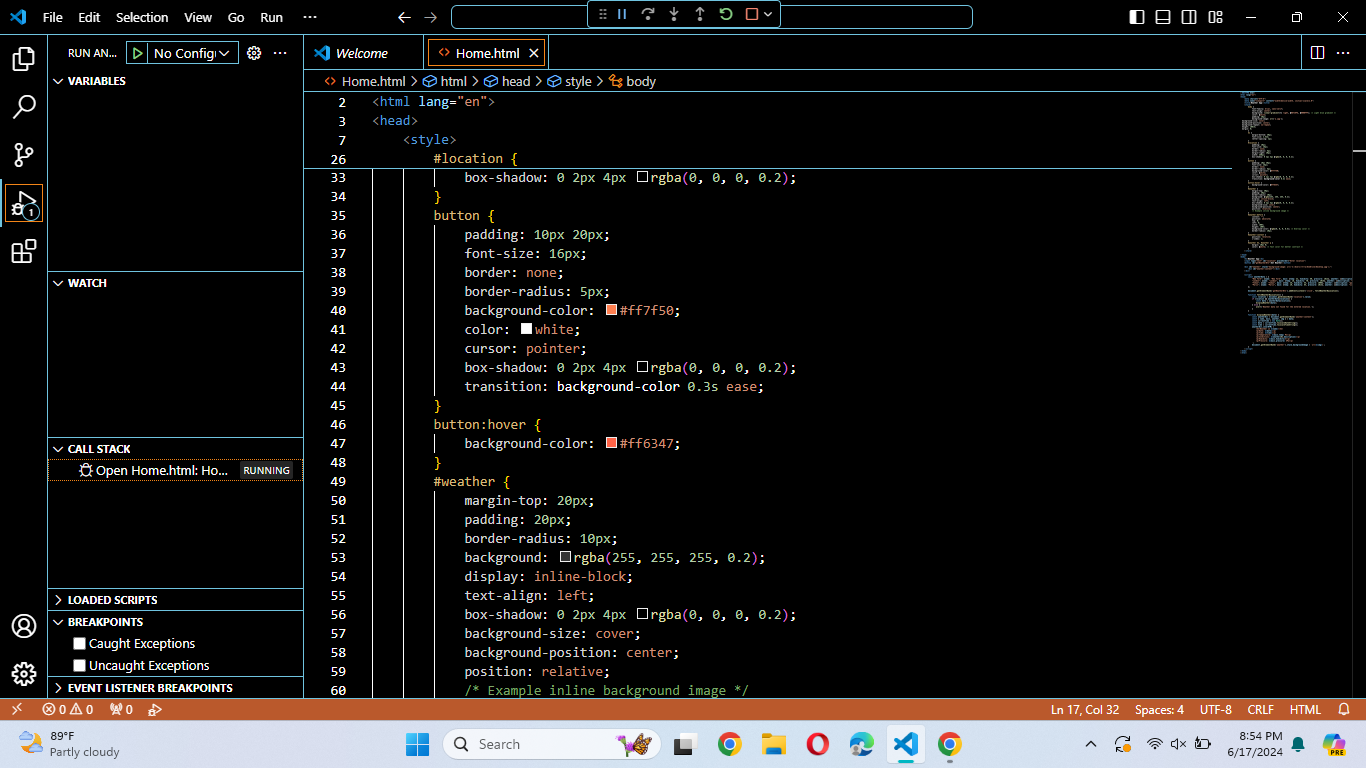 File Edit Selection View Go Run ···
RUN AN... No Config
VARIABLES
WATCH
CALL STACK
Open Home.html: Ho... RUNNING
LOADED SCRIPTS
BREAKPOINTS
Caught Exceptions
Uncaught Exceptions
EVENT LISTENER BREAKPOINTS
Welcome Home.html
Home.html > html > head > style > body
2 <html lang="en">
3 <head>
7 <style>
26 #location {
33 box-shadow: 0 2px 4px rgba(0, 0, 0, 0.2);
34 }
35 button {
36 padding: 10px 20px;
37 font-size: 16px;
38 border: none;
39 border-radius: 5px;
40 background-color: #ff7f50;
41 color: white;
42 cursor: pointer;
43 box-shadow: 0 2px 4px rgba(0, 0, 0, 0.2);
44 transition: background-color 0.3s ease;
45 }
46 button:hover {
47 background-color: #ff6347;
48 }
49 #weather {
50 margin-top: 20px;
51 padding: 20px;
52 border-radius: 10px;
53 background: rgba(255, 255, 255, 0.2);
54 display: inline-block;
55 text-align: left;
56 box-shadow: 0 2px 4px rgba(0, 0, 0, 0.2);
57 background-size: cover;
58 background-position: center;
59 position: relative;
60 /* Example inline background image */
0 0 0 Ln 17, Col 32 Spaces: 4 UTF-8 CRLF HTML
89°F
Partly cloudy
Search
PRE
8:54 PM
6/17/2024
1